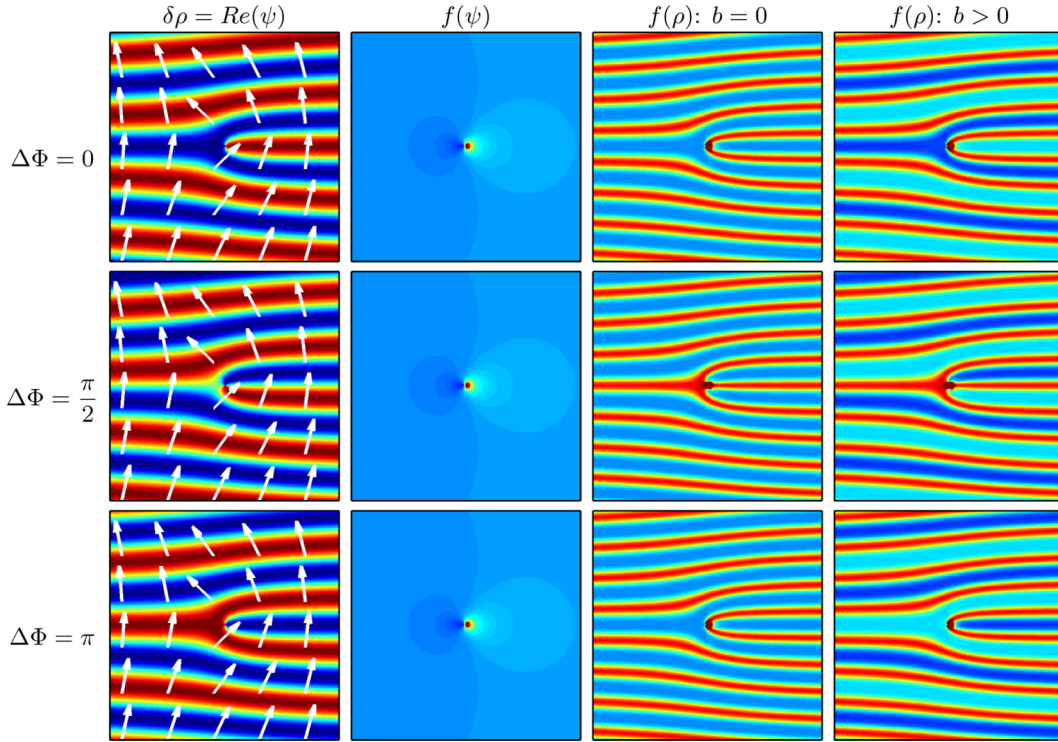 δρ = Re(ψ)
f(ψ)
f(ρ): b = 0
f(ρ): b > 0
ΔΦ = 0
ΔΦ = π/2
ΔΦ = π